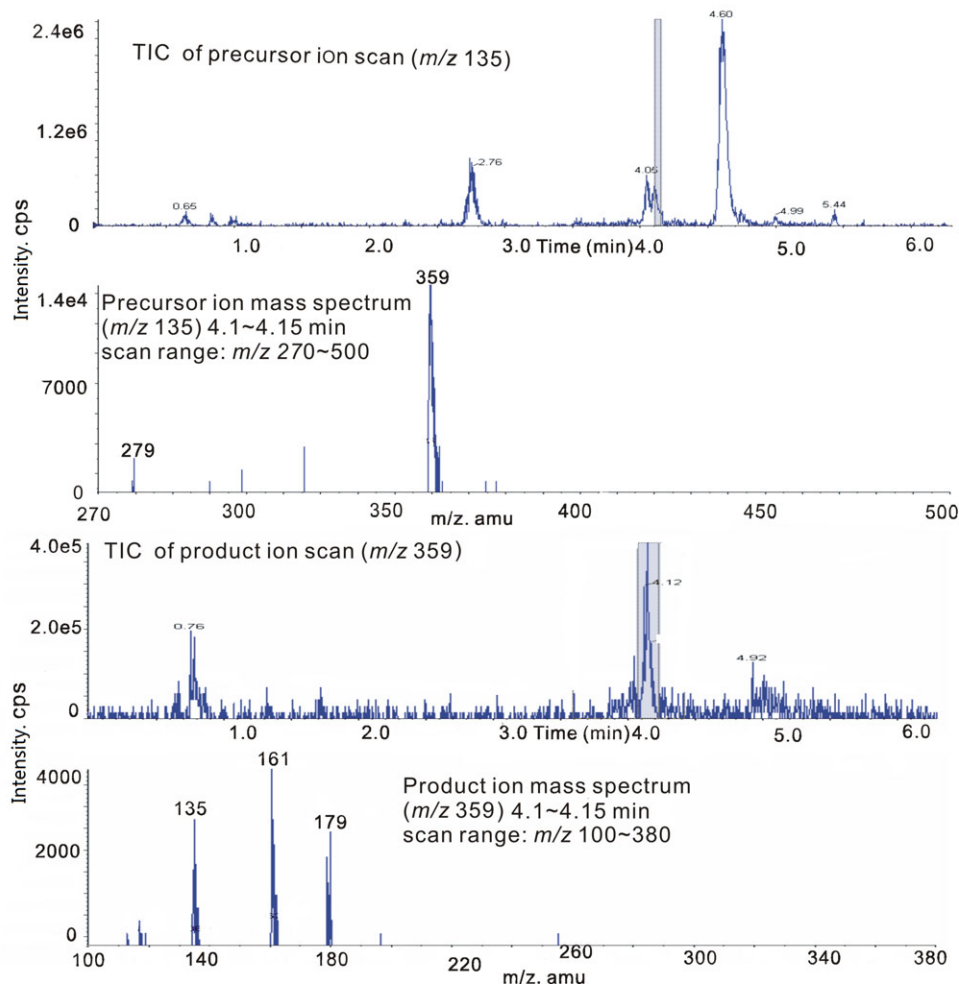 2.4e6
TIC of precursor ion scan (m/z 135)
4.60
1.2e6
2.76
4.05
0.65
4.99
5.44
0
1.0
2.0
3.0
Time (min)
4.0
5.0
6.0
Intensity. cps
1.4e4
359
Precursor ion mass spectrum
(m/z 135) 4.1~4.15 min
scan range: m/z 270~500
7000
279
0
270
300
350
400
450
500
m/z. amu
4.0e5
TIC of product ion scan (m/z 359)
4.12
0.76
2.0e5
4.92
0
1.0
2.0
3.0
Time (min)
4.0
5.0
6.0
Intensity. cps
4000
161
Product ion mass spectrum
(m/z 359) 4.1~4.15 min
scan range: m/z 100~380
135
179
2000
0
260
100
140
180
220
300
340
380
m/z. amu